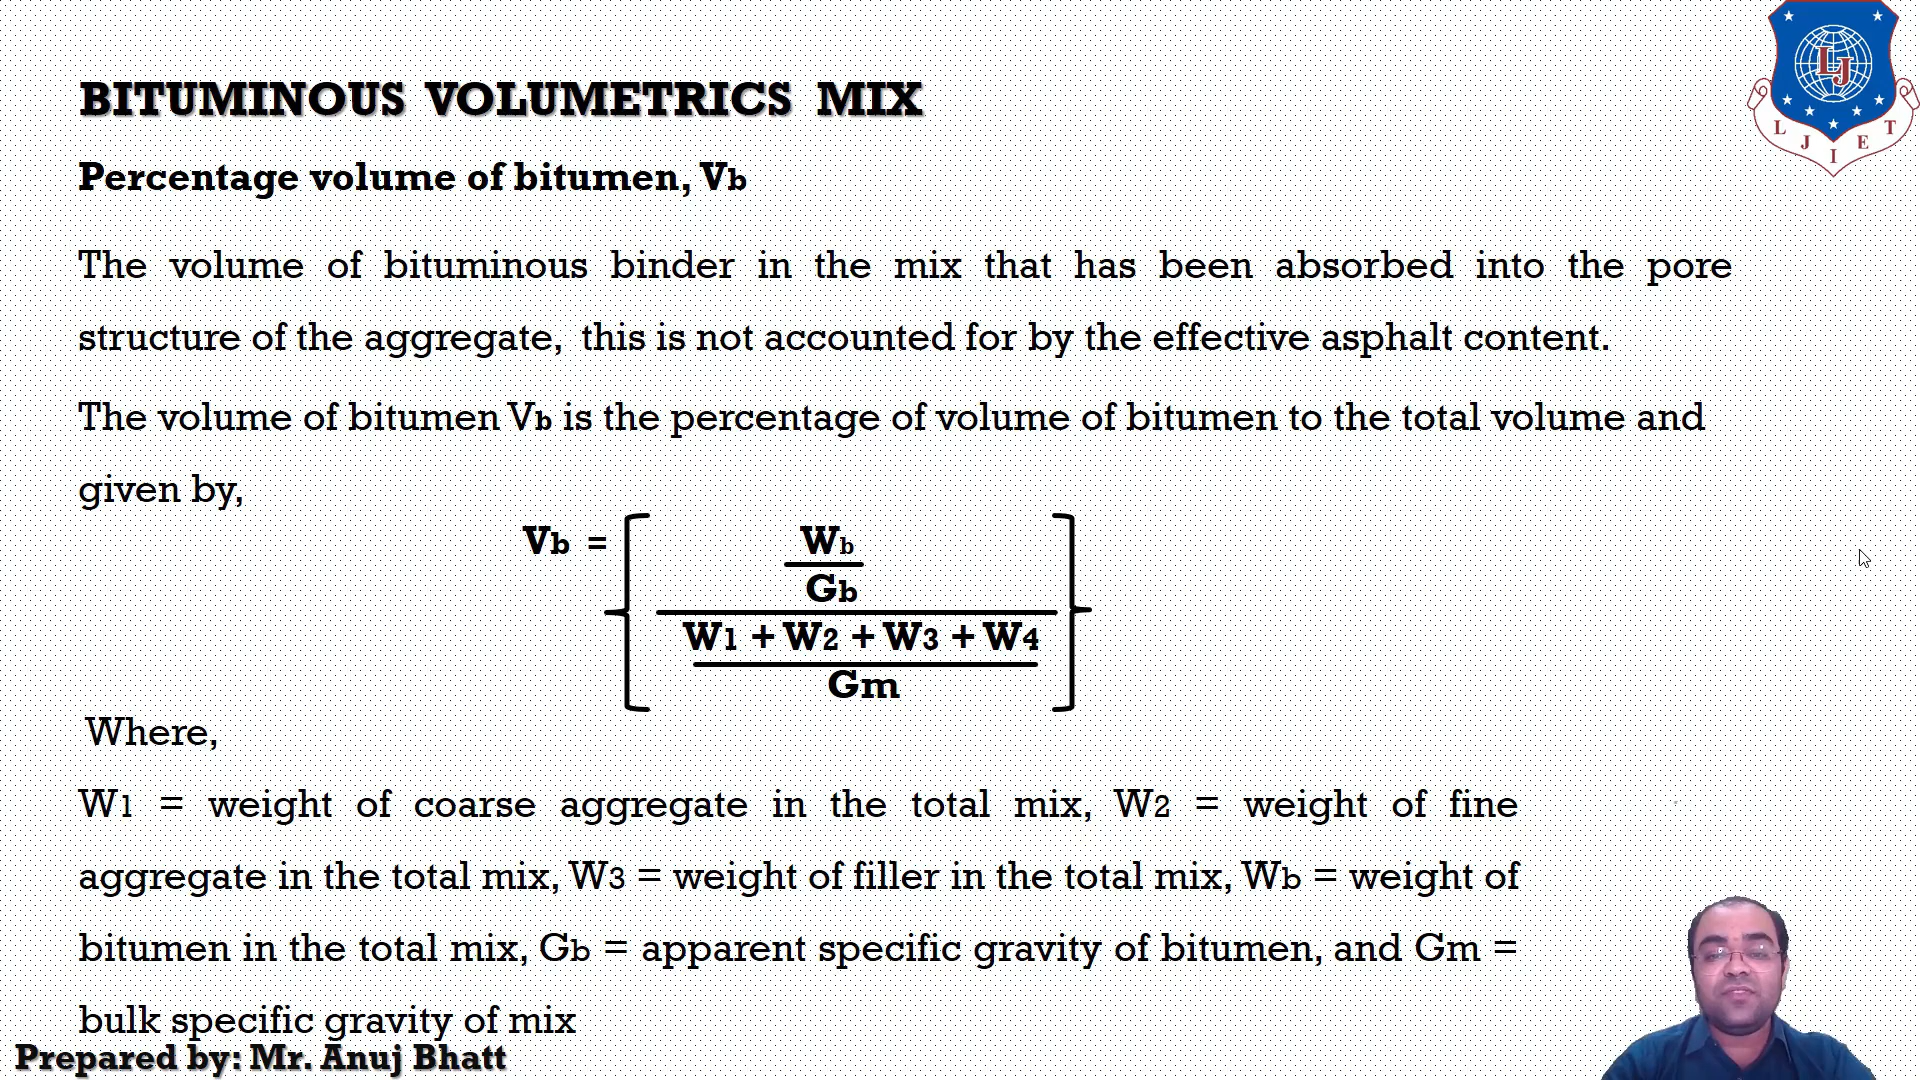 BITUMINOUS VOLUMETRICS MIX
Percentage volume of bitumen, Vb
The volume of bituminous binder in the mix that has been absorbed into the pore
structure of the aggregate, this is not accounted for by the effective asphalt content.
The volume of bitumen Vb is the percentage of volume of bitumen to the total volume and
given by,
Vb = Wb
Gb
W1 + W2 + W3 + W4
Gm
Where,
W1 = weight of coarse aggregate in the total mix, W2 = weight of fine
aggregate in the total mix, W3 = weight of filler in the total mix, Wb = weight of
bitumen in the total mix, Gb = apparent specific gravity of bitumen, and Gm =
bulk specific gravity of mix
Prepared by: Mr. Anuj Bhatt
LJ
L J I E T